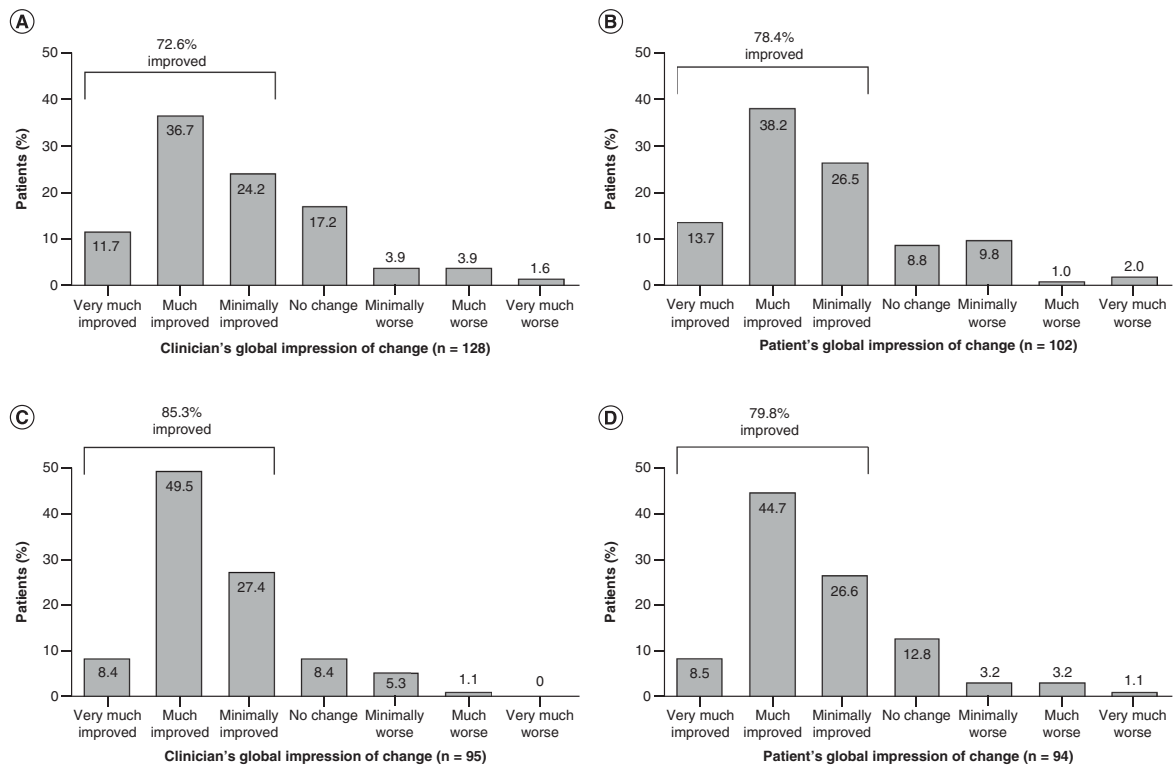 A
72.6%
improved
Patients (%)
50
40
30
20
10
0
11.7
36.7
24.2
17.2
3.9
3.9
1.6
Very much improved
Much improved
Minimally improved
No change
Minimally worse
Much worse
Very much worse
Clinician's global impression of change (n = 128)
B
78.4%
improved
Patients (%)
50
40
30
20
10
0
13.7
38.2
26.5
8.8
9.8
1.0
2.0
Very much improved
Much improved
Minimally improved
No change
Minimally worse
Much worse
Very much worse
Patient's global impression of change (n = 102)
C
85.3%
improved
Patients (%)
50
40
30
20
10
0
8.4
49.5
27.4
8.4
5.3
1.1
0
Very much improved
Much improved
Minimally improved
No change
Minimally worse
Much worse
Very much worse
Clinician's global impression of change (n = 95)
D
79.8%
improved
Patients (%)
50
40
30
20
10
0
8.5
44.7
26.6
12.8
3.2
3.2
1.1
Very much improved
Much improved
Minimally improved
No change
Minimally worse
Much worse
Very much worse
Patient's global impression of change (n = 94)